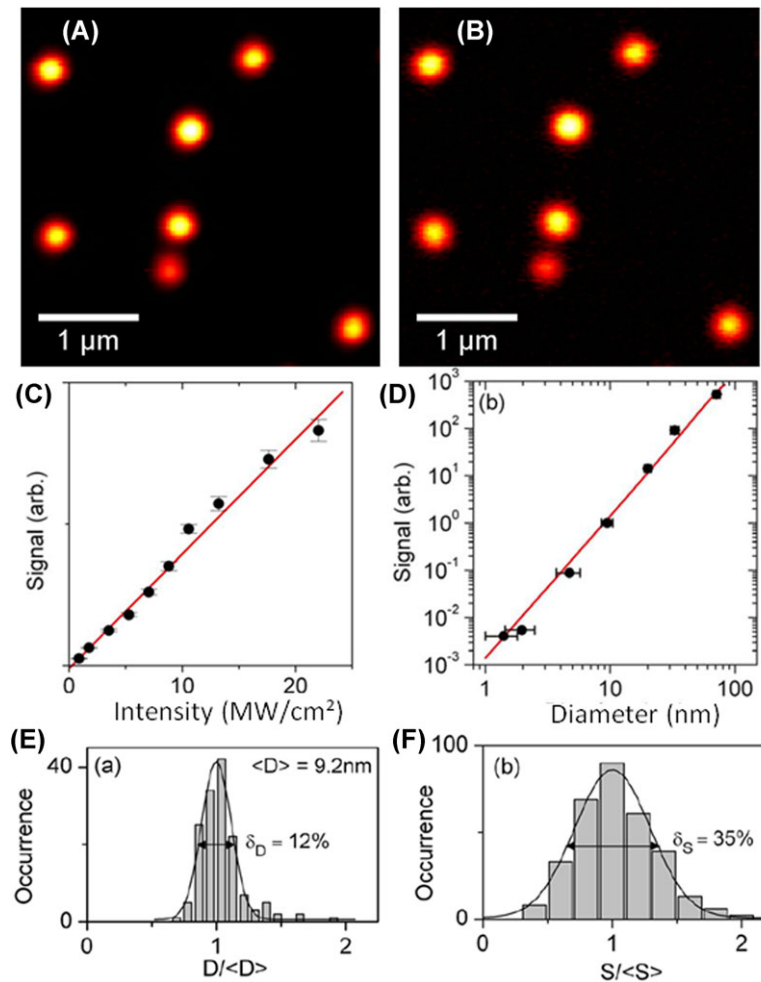 (A)
1 μm
(B)
1 μm
(C)
Signal (arb.)
0 10 20
Intensity (MW/cm²)
(D)
(b)
10³
10²
10¹
10⁰
10⁻¹
10⁻²
10⁻³
Signal (arb.)
1 10 100
Diameter (nm)
(E)
(a)
<D> = 9.2nm
40
δD = 12%
0
Occurrence
0 1 2
D/<D>
(F)
100
(b)
δS = 35%
0
Occurrence
0 1 2
S/<S>